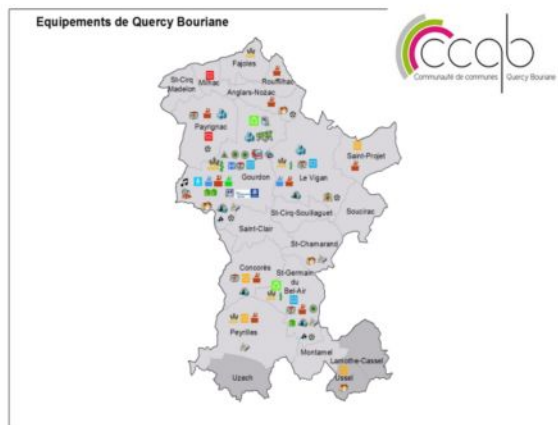 Equipements de Quercy Bouriane
ccqb
Communauté de communes Quercy Bouriane
Fajoles
St-Cirq
Madelon
Milhac
Rouffilhac
Anglars-Nozac
Payrignac
Saint-Projet
Gourdon
Le Vigan
St-Cirq-Souillaguet
Soucirac
Saint-Clair
St-Chamarand
Concorès
St-Germain
du
Bel-Air
Peyrilles
Montamel
Lamothe-Cassel
Uzech
Ussel